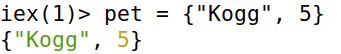 iex(1)> pet = {"Kogg", 5}
{"Kogg", 5}